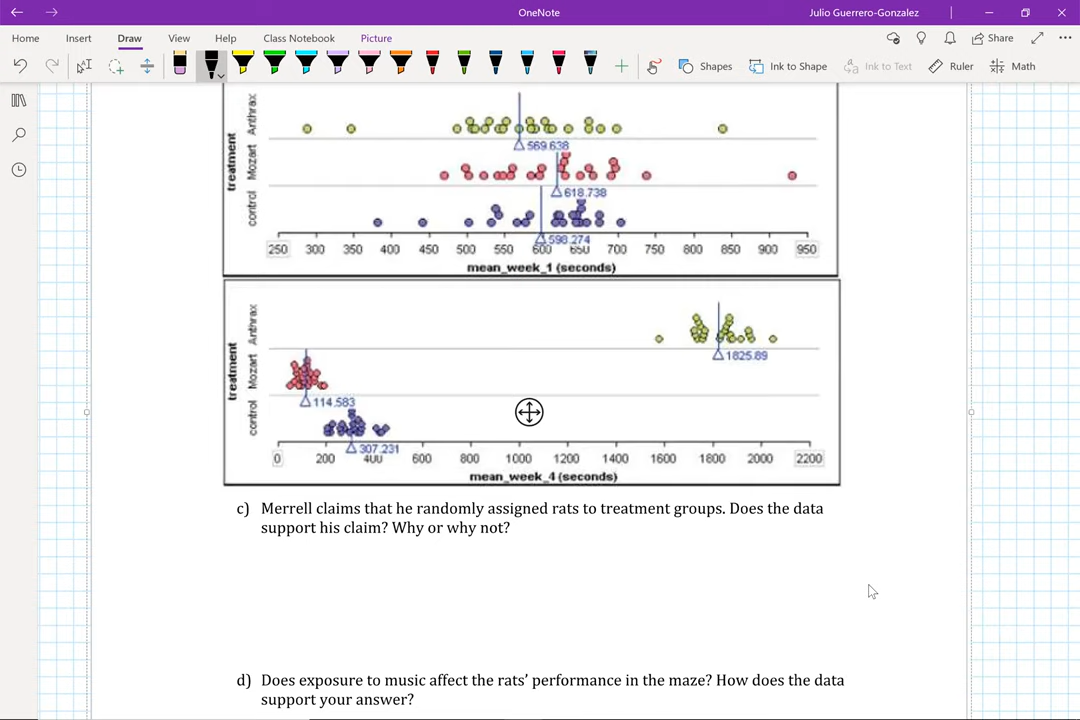 OneNote
Julio Guerrero-Gonzalez
Home Insert Draw View Help Class Notebook Picture
Share
Shapes Ink to Shape Ink to Text Ruler Math
treatment
Anthrax
Mozart
control
569.638
618.738
598.274
250 300 350 400 450 500 550 600 650 700 750 800 850 900 950
mean_week_1 (seconds)
treatment
Anthrax
Mozart
control
1825.89
114.583
307.231
0 200 400 600 800 1000 1200 1400 1600 1800 2000 2200
mean_week_4 (seconds)
c) Merrell claims that he randomly assigned rats to treatment groups. Does the data
support his claim? Why or why not?
d) Does exposure to music affect the rats' performance in the maze? How does the data
support your answer?